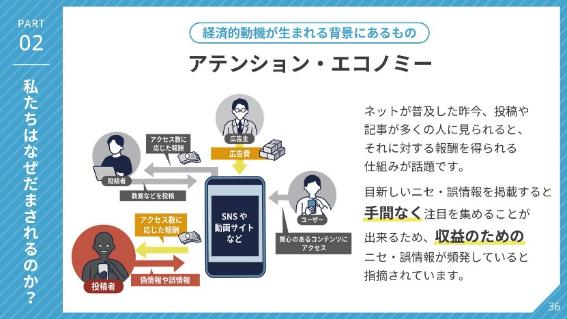 PART
02
私たちはなぜだまされるのか？
経済的動機が生まれる背景にあるもの
アテンション・エコノミー
広告主
広告費
アクセス数に
応じた報酬
投稿者
動画などを投稿
SNS や
動画サイト
など
ユーザー
関心のあるコンテンツに
アクセス
アクセス数に
応じた報酬
投稿者
偽情報や誤情報
ネットが普及した昨今、投稿や
記事が多くの人に見られると、
それに対する報酬を得られる
仕組みが話題です。
目新しいニセ・誤情報を掲載すると
手間なく注目を集めることが
出来るため、収益のための
ニセ・誤情報が頻発していると
指摘されています。
36